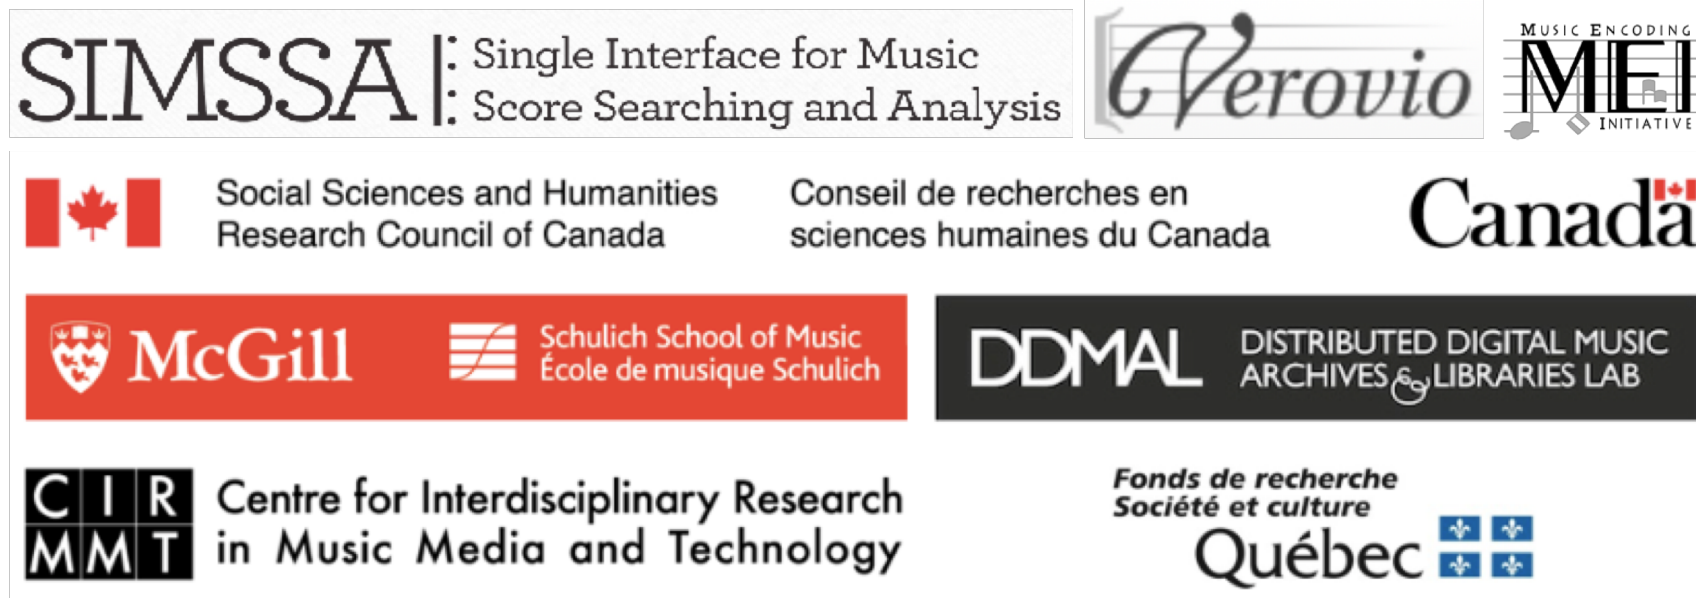 SIMSSA
Single Interface for Music
Score Searching and Analysis
Verovio
MUSIC ENCODING
MEI
INITIATIVE
Social Sciences and Humanities
Research Council of Canada
Conseil de recherches en
sciences humaines du Canada
Canada
McGill
Schulich School of Music
École de musique Schulich
DDMAL
DISTRIBUTED DIGITAL MUSIC
ARCHIVES & LIBRARIES LAB
CIR
MMT
Centre for Interdisciplinary Research
in Music Media and Technology
Fonds de recherche
Société et culture
Québec